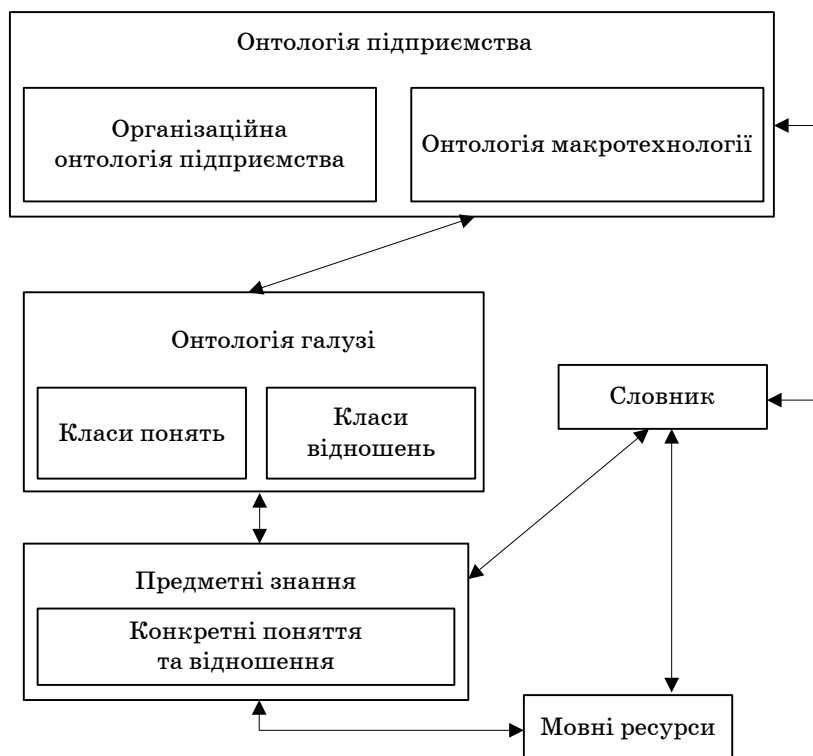 Онтологія підприємства
Організаційна
онтологія підприємства
Онтологія макротехнології
Онтологія галузі
Класи понять
Класи
відношень
Словник
Предметні знання
Конкретні поняття
та відношення
Мовні ресурси